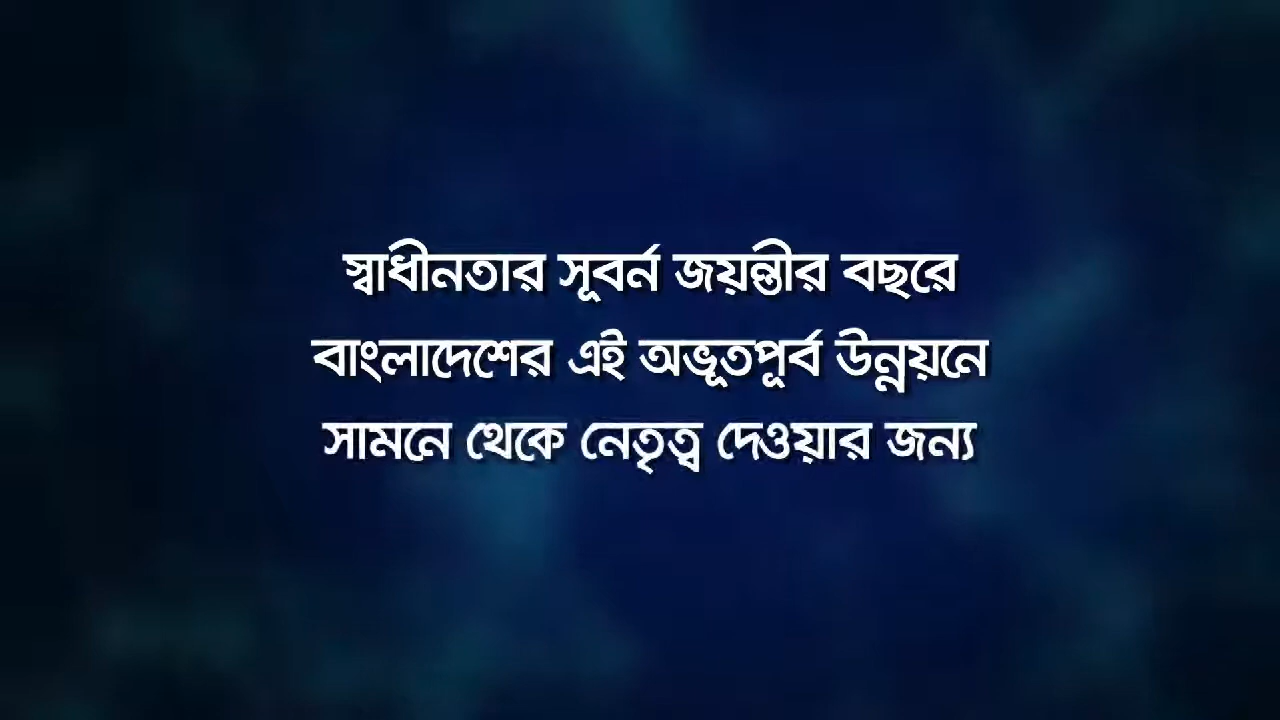 স্বাধীনতার সূবর্ন জয়ন্তীর বছরে
বাংলাদেশের এই অভূতপূর্ব উন্নয়নে
সামনে থেকে নেতৃত্ব দেওয়ার জন্য